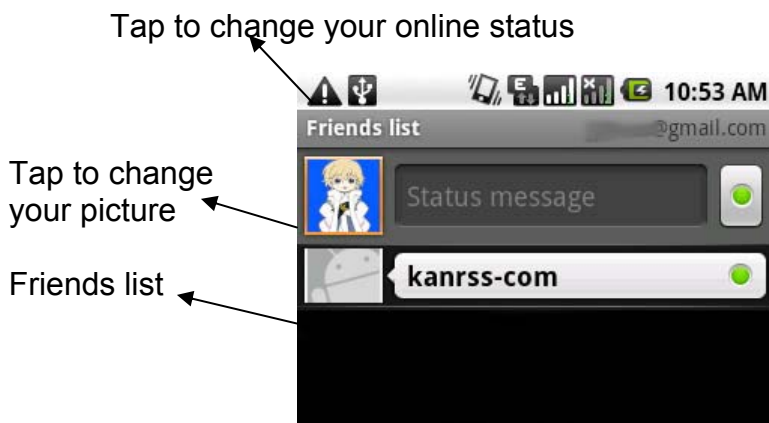 Tap to change your online status
10:53 AM
Friends list
@gmail.com
Tap to change
your picture
Status message
Friends list
kanrss-com